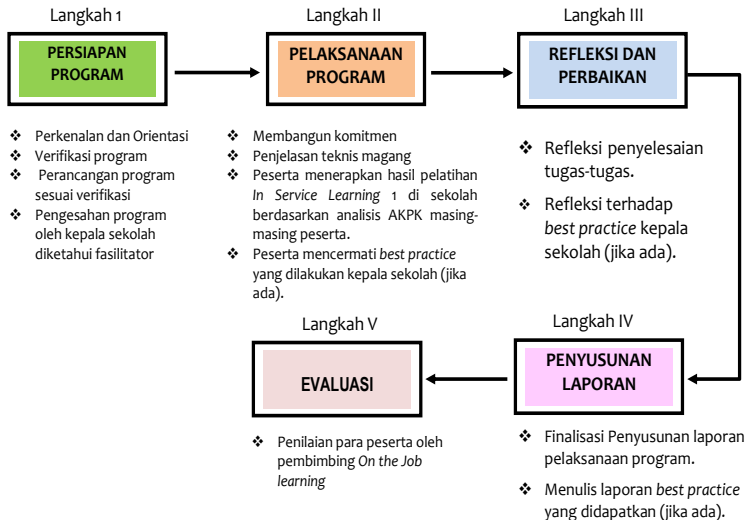 Langkah 1
PERSIAPAN
PROGRAM
❖ Perkenalan dan Orientasi
❖ Verifikasi program
❖ Perancangan program
sesuai verifikasi
❖ Pengesahan program
oleh kepala sekolah
diketahui fasilitator
Langkah II
PELAKSANAAN
PROGRAM
❖ Membangun komitmen
❖ Penjelasan teknis magang
❖ Peserta menerapkan hasil pelatihan
In Service Learning 1 di sekolah
berdasarkan analisis AKPK masing-
masing peserta.
❖ Peserta mencermati best practice
yang dilakukan kepala sekolah (jika
ada).
Langkah III
REFLEKSI DAN
PERBAIKAN
❖ Refleksi penyelesaian
tugas-tugas.
❖ Refleksi terhadap
best practice kepala
sekolah (jika ada).
Langkah IV
PENYUSUNAN
LAPORAN
❖ Finalisasi Penyusunan laporan
pelaksanaan program.
❖ Menulis laporan best practice
yang didapatkan (jika ada).
Langkah V
EVALUASI
❖ Penilaian para peserta oleh
pembimbing On the Job
learning